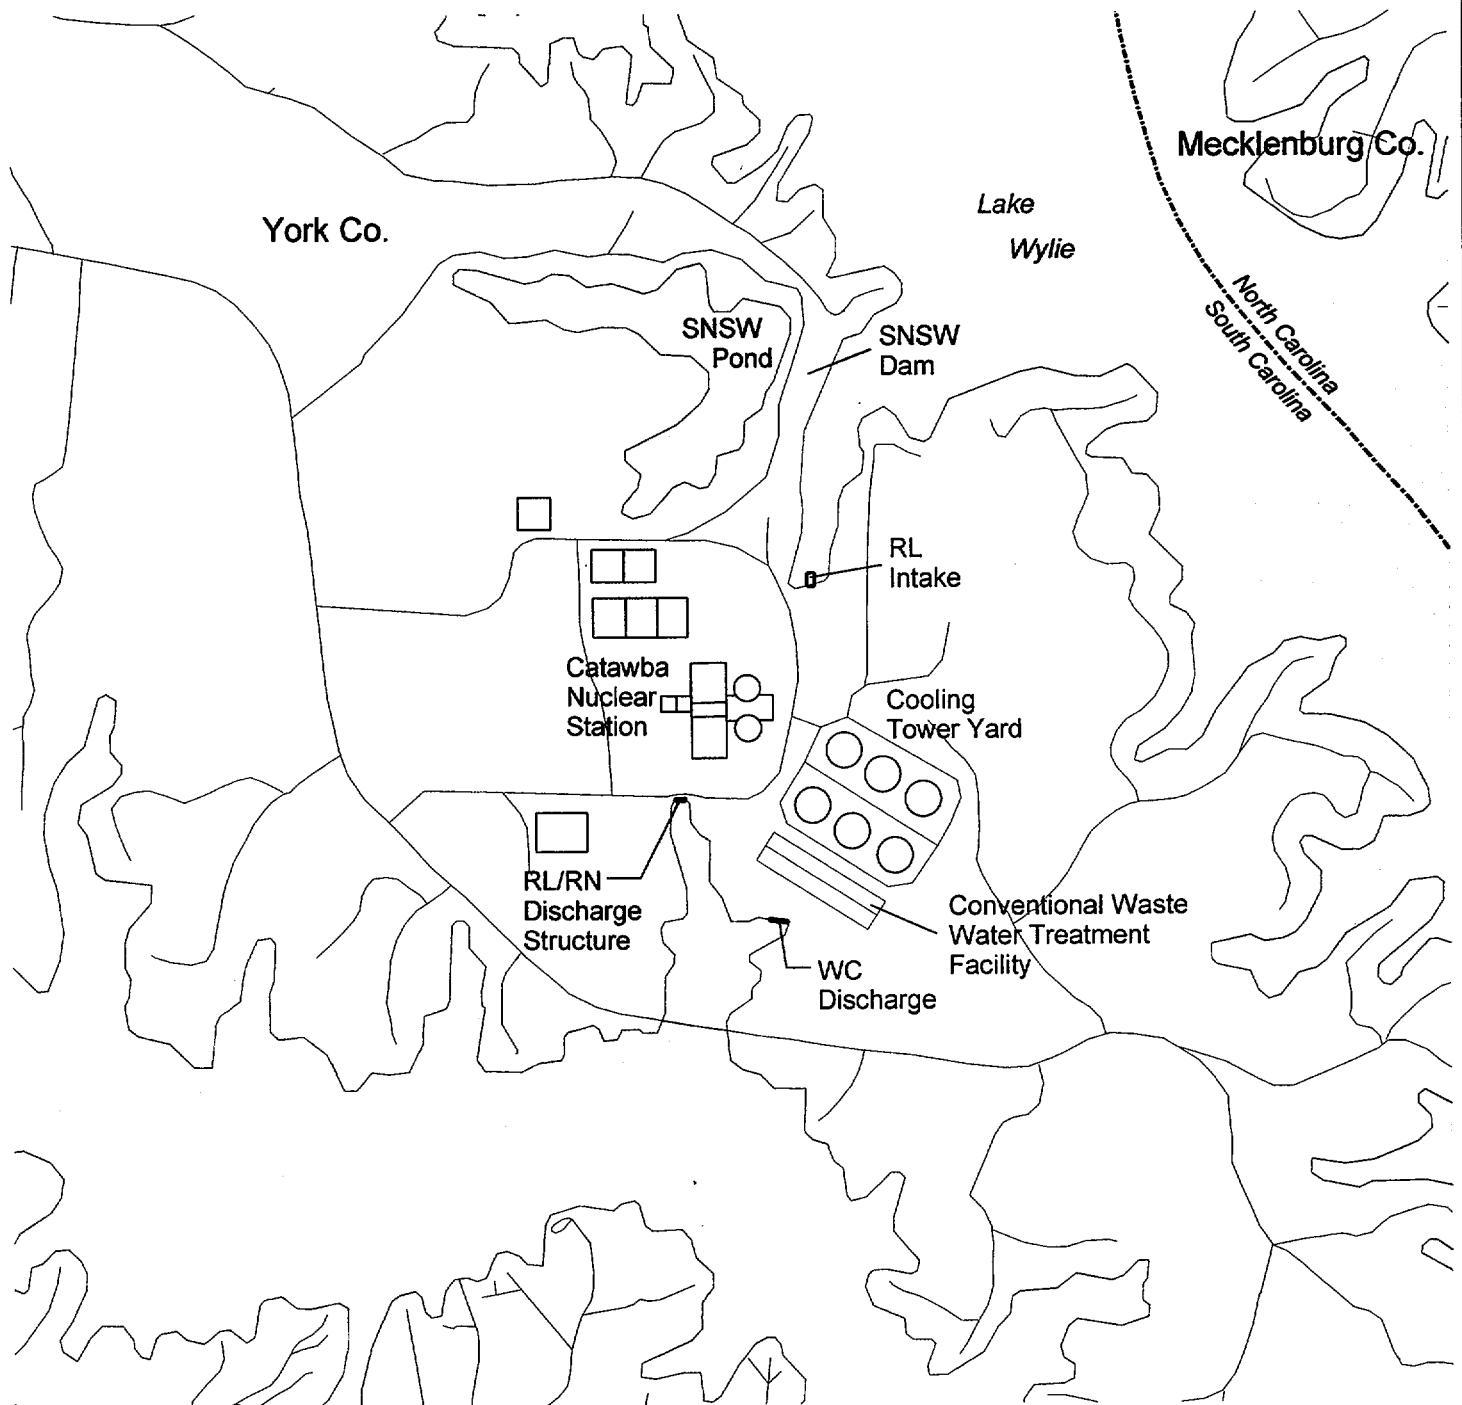 Mecklenburg Co.
Lake
Wylie
York Co.
North Carolina
South Carolina
SNSW
Pond
SNSW
Dam
RL
Intake
Catawba
Nuclear
Station
Cooling
Tower Yard
RL/RN
Discharge
Structure
Conventional Waste
Water Treatment
Facility
WC
Discharge